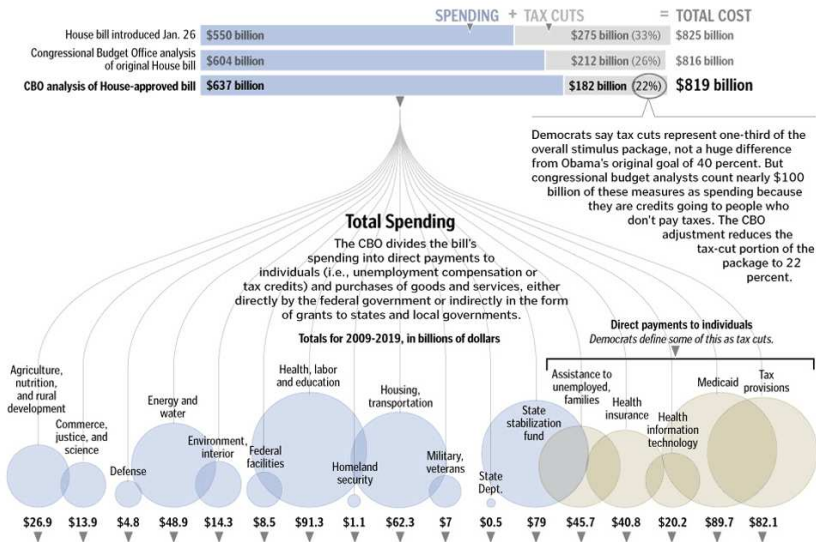 SPENDING + TAX CUTS = TOTAL COST
House bill introduced Jan. 26 $550 billion $275 billion (33%) $825 billion
Congressional Budget Office analysis
of original House bill $604 billion $212 billion (26%) $816 billion
CBO analysis of House-approved bill $637 billion $182 billion (22%) $819 billion
Democrats say tax cuts represent one-third of the
overall stimulus package, not a huge difference
from Obama's original goal of 40 percent. But
congressional budget analysts count nearly $100
billion of these measures as spending because
they are credits going to people who
don't pay taxes. The CBO
adjustment reduces the
tax-cut portion of the
package to 22
percent.
Total Spending
The CBO divides the bill's
spending into direct payments to
individuals (i.e., unemployment compensation or
tax credits) and purchases of goods and services, either
directly by the federal government or indirectly in the form
of grants to states and local governments.
Totals for 2009-2019, in billions of dollars
Direct payments to individuals
Democrats define some of this as tax cuts.
Agriculture,
nutrition,
and rural
development
Commerce,
justice, and
science
Defense
Energy and
water
Environment,
interior
Federal
facilities
Health, labor
and education
Homeland
security
Housing,
transportation
Military,
veterans
State
Dept.
State
stabilization
fund
Assistance to
unemployed,
families
Health
insurance
Health
information
technology
Medicaid
Tax
provisions
$26.9 $13.9 $4.8 $48.9 $14.3 $8.5 $91.3 $1.1 $62.3 $7 $0.5 $79 $45.7 $40.8 $20.2 $89.7 $82.1